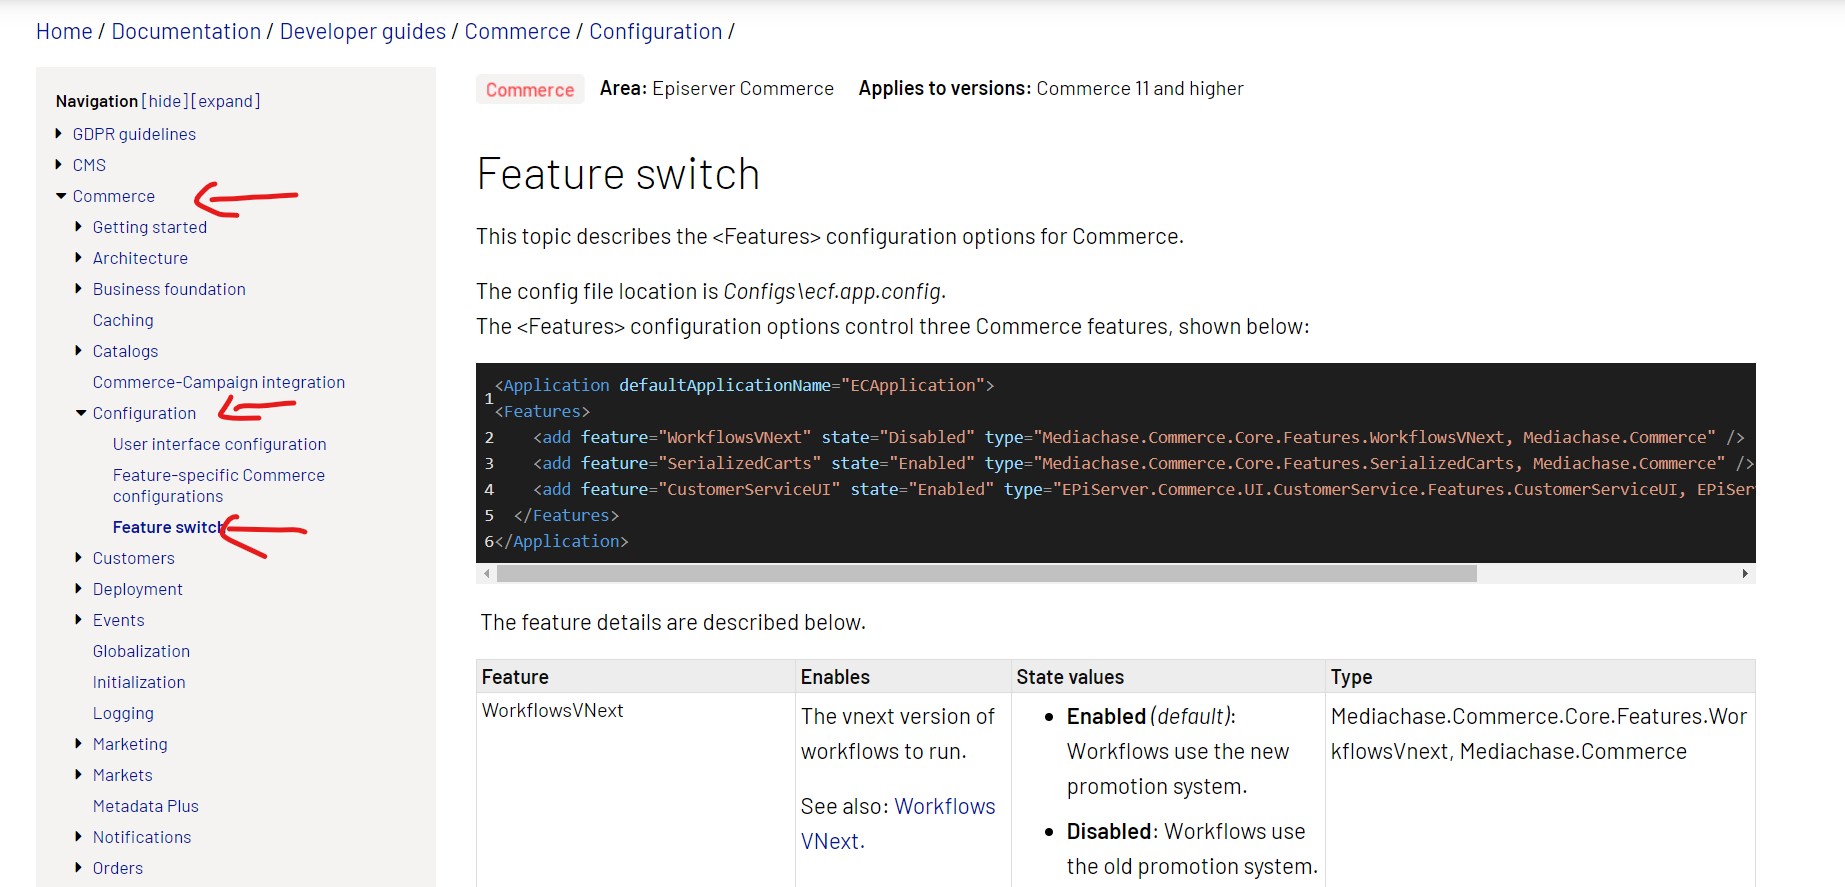 Home / Documentation / Developer guides / Commerce / Configuration /
Navigation [hide] [expand]
GDPR guidelines
CMS
Commerce
Getting started
Architecture
Business foundation
Caching
Catalogs
Commerce-Campaign integration
Configuration
User interface configuration
Feature-specific Commerce
configurations
Feature switch
Customers
Deployment
Events
Globalization
Initialization
Logging
Marketing
Markets
Metadata Plus
Notifications
Orders
Commerce Area: Episerver Commerce Applies to versions: Commerce 11 and higher
Feature switch
This topic describes the <Features> configuration options for Commerce.
The config file location is Configs\ecf.app.config.
The <Features> configuration options control three Commerce features, shown below:
<Application defaultApplicationName="ECApplication">
1
<Features>
2 <add feature="WorkflowsVNext" state="Disabled" type="Mediachase.Commerce.Core.Features.WorkflowsVNext, Mediachase.Commerce" />
3 <add feature="SerializedCarts" state="Enabled" type="Mediachase.Commerce.Core.Features.SerializedCarts, Mediachase.Commerce" />
4 <add feature="CustomerServiceUI" state="Enabled" type="EPiServer.Commerce.UI.CustomerService.Features.CustomerServiceUI, EPiSer
5 </Features>
6 </Application>
The feature details are described below.
Feature Enables State values Type
WorkflowsVNext
The vnext version of
workflows to run.
See also: Workflows
VNext.
• Enabled (default):
Workflows use the new
promotion system.
• Disabled: Workflows use
the old promotion system.
Mediachase.Commerce.Core.Features.Wor
kflowsVnext, Mediachase.Commerce